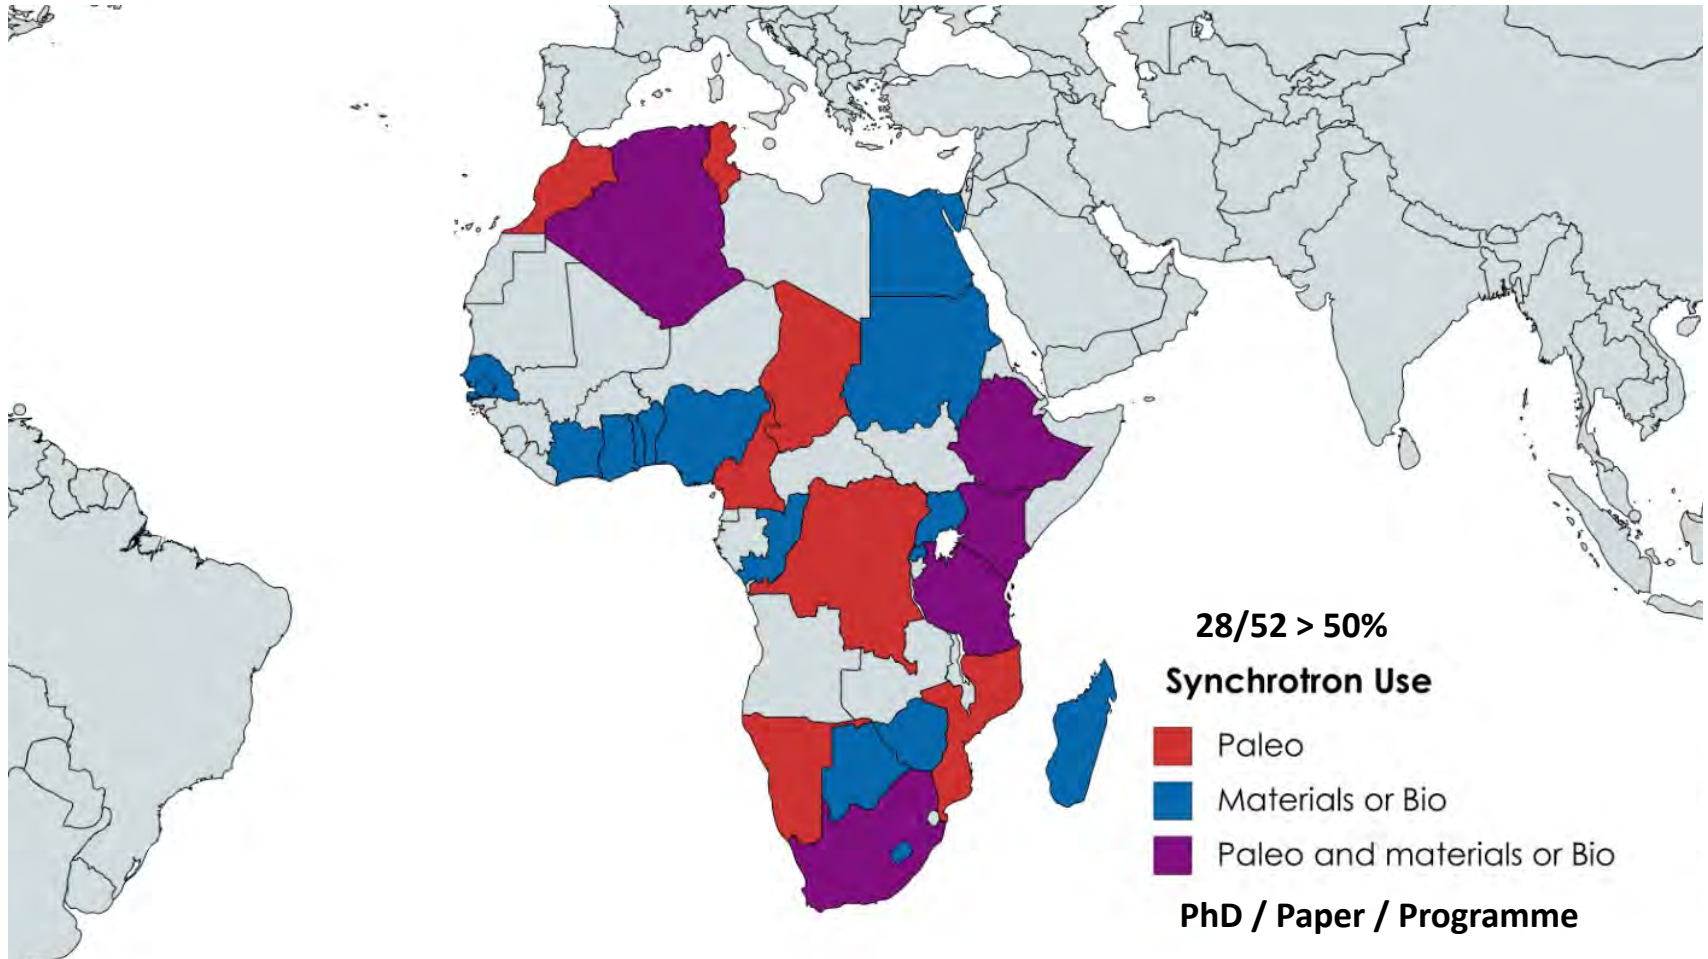 28/52 > 50%
Synchrotron Use
Paleo
Materials or Bio
Paleo and materials or Bio
PhD / Paper / Programme